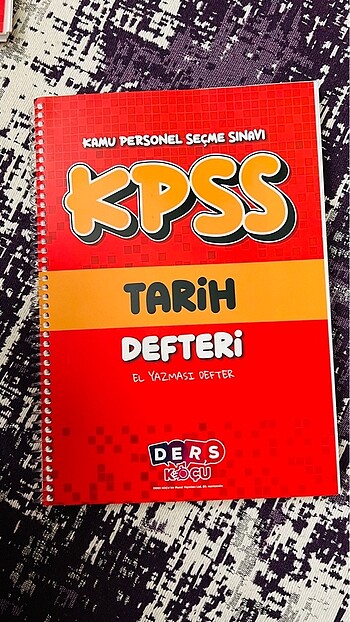 KAMU PERSONEL SEÇME SINAVI
KPSS
TARİH
DEFTERİ
EL YAZMASI DEFTER
DERS
KOÇU